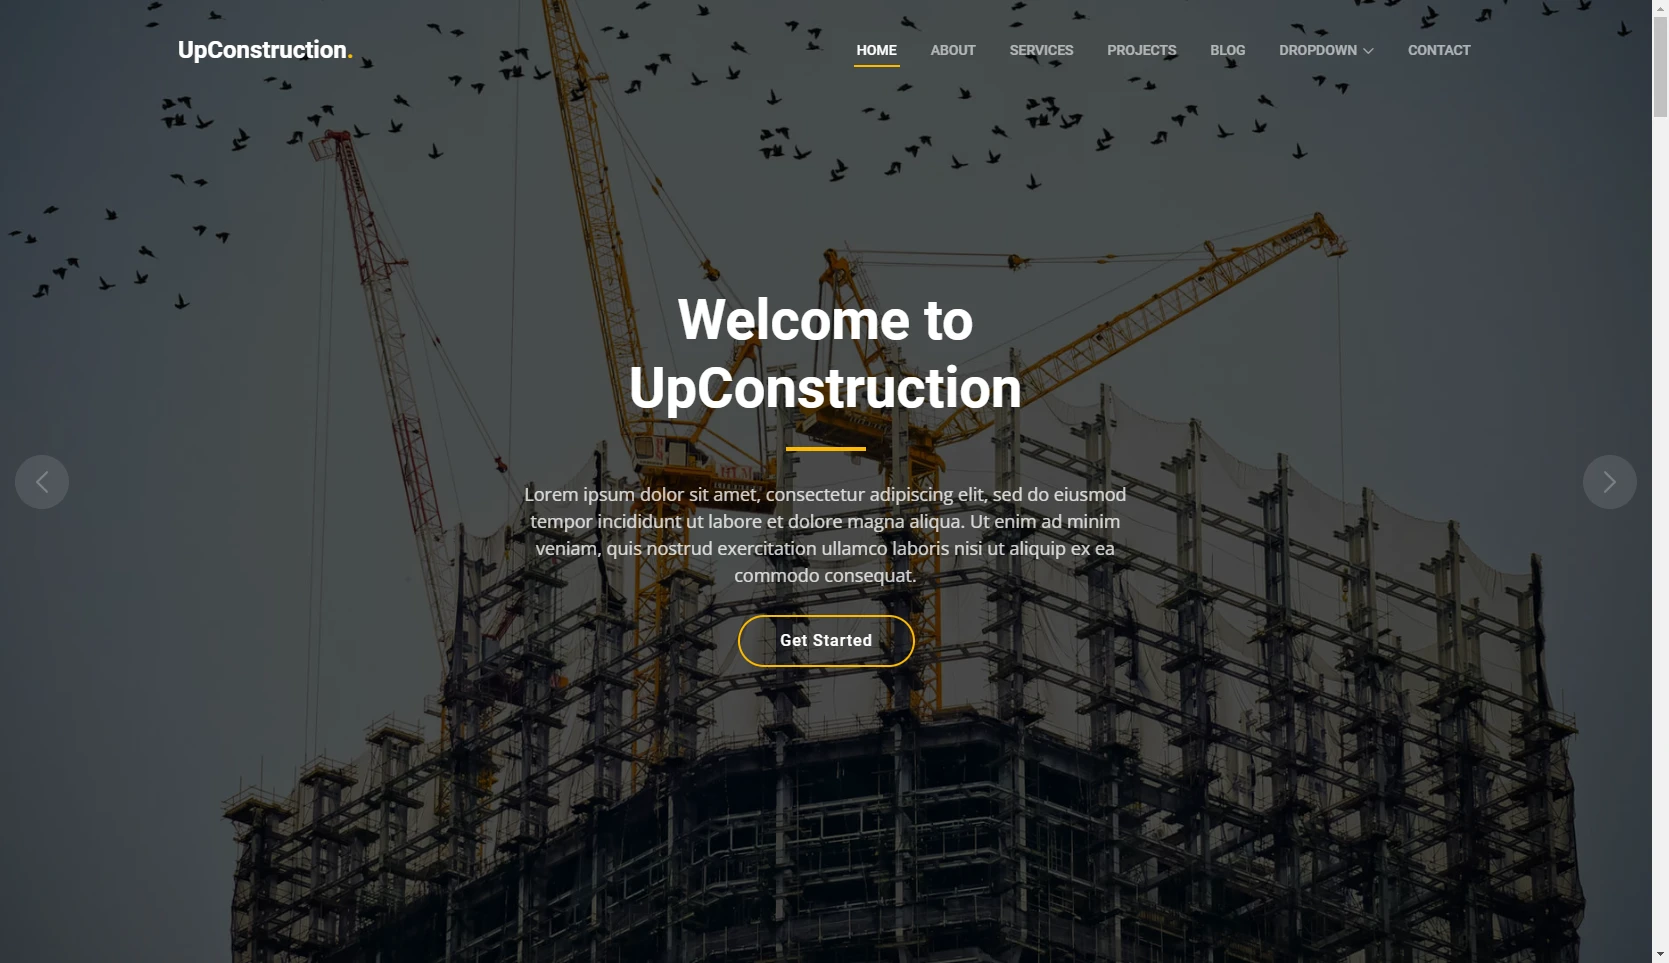 UpConstruction.
HOME ABOUT SERVICES PROJECTS BLOG DROPDOWN CONTACT
Welcome to
UpConstruction
Lorem ipsum dolor sit amet, consectetur adipiscing elit, sed do eiusmod
tempor incididunt ut labore et dolore magna aliqua. Ut enim ad minim
veniam, quis nostrud exercitation ullamco laboris nisi ut aliquip ex ea
commodo consequat.
Get Started